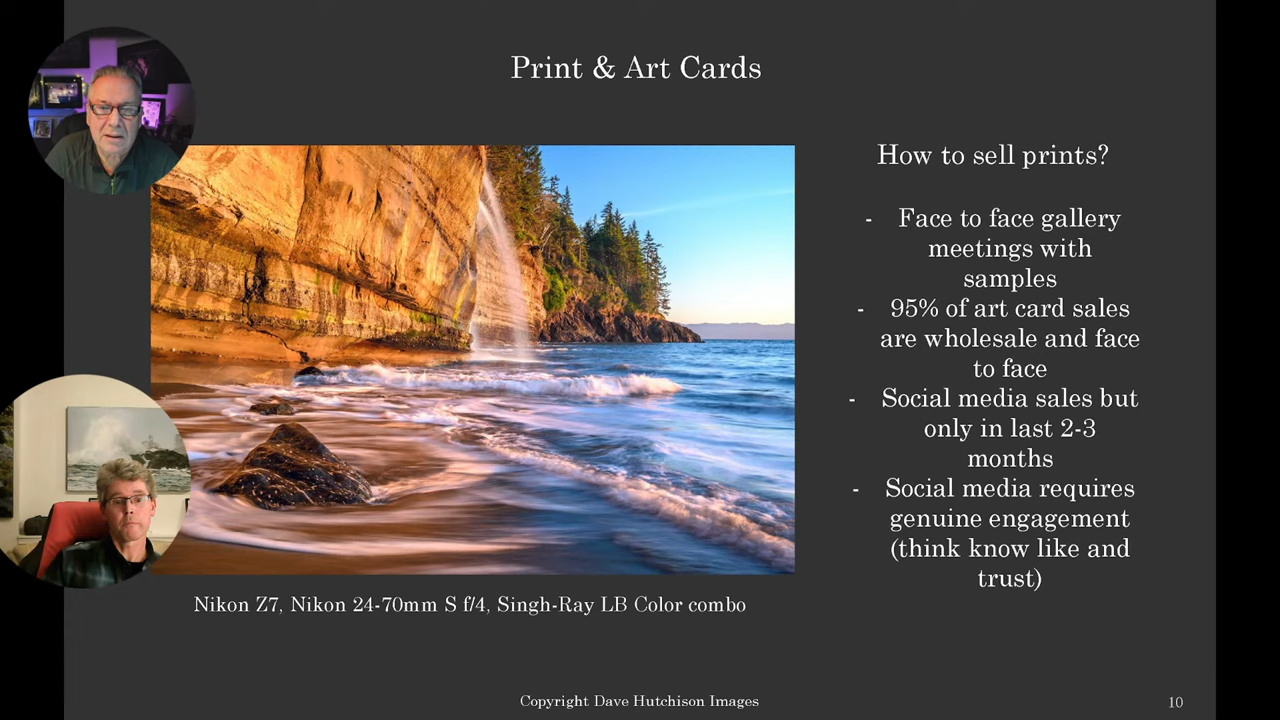 Print & Art Cards
How to sell prints?
- Face to face gallery
meetings with
samples
- 95% of art card sales
are wholesale and face
to face
- Social media sales but
only in last 2-3
months
- Social media requires
genuine engagement
(think know like and
trust)
Nikon Z7, Nikon 24-70mm S f/4, Singh-Ray LB Color combo
Copyright Dave Hutchison Images
10